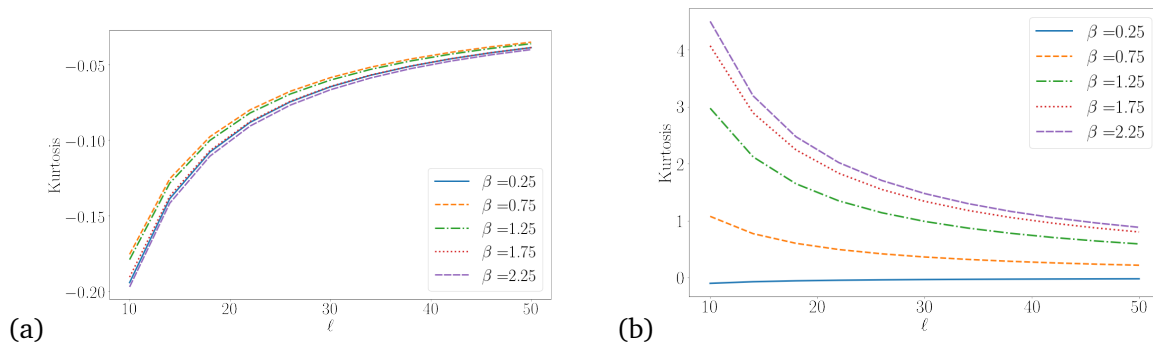 (a)
Kurtosis
−0.05
−0.10
−0.15
−0.20
10 20 30 40 50
ℓ
β =0.25
β =0.75
β =1.25
β =1.75
β =2.25
(b)
Kurtosis
4
3
2
1
0
10 20 30 40 50
ℓ
β =0.25
β =0.75
β =1.25
β =1.75
β =2.25